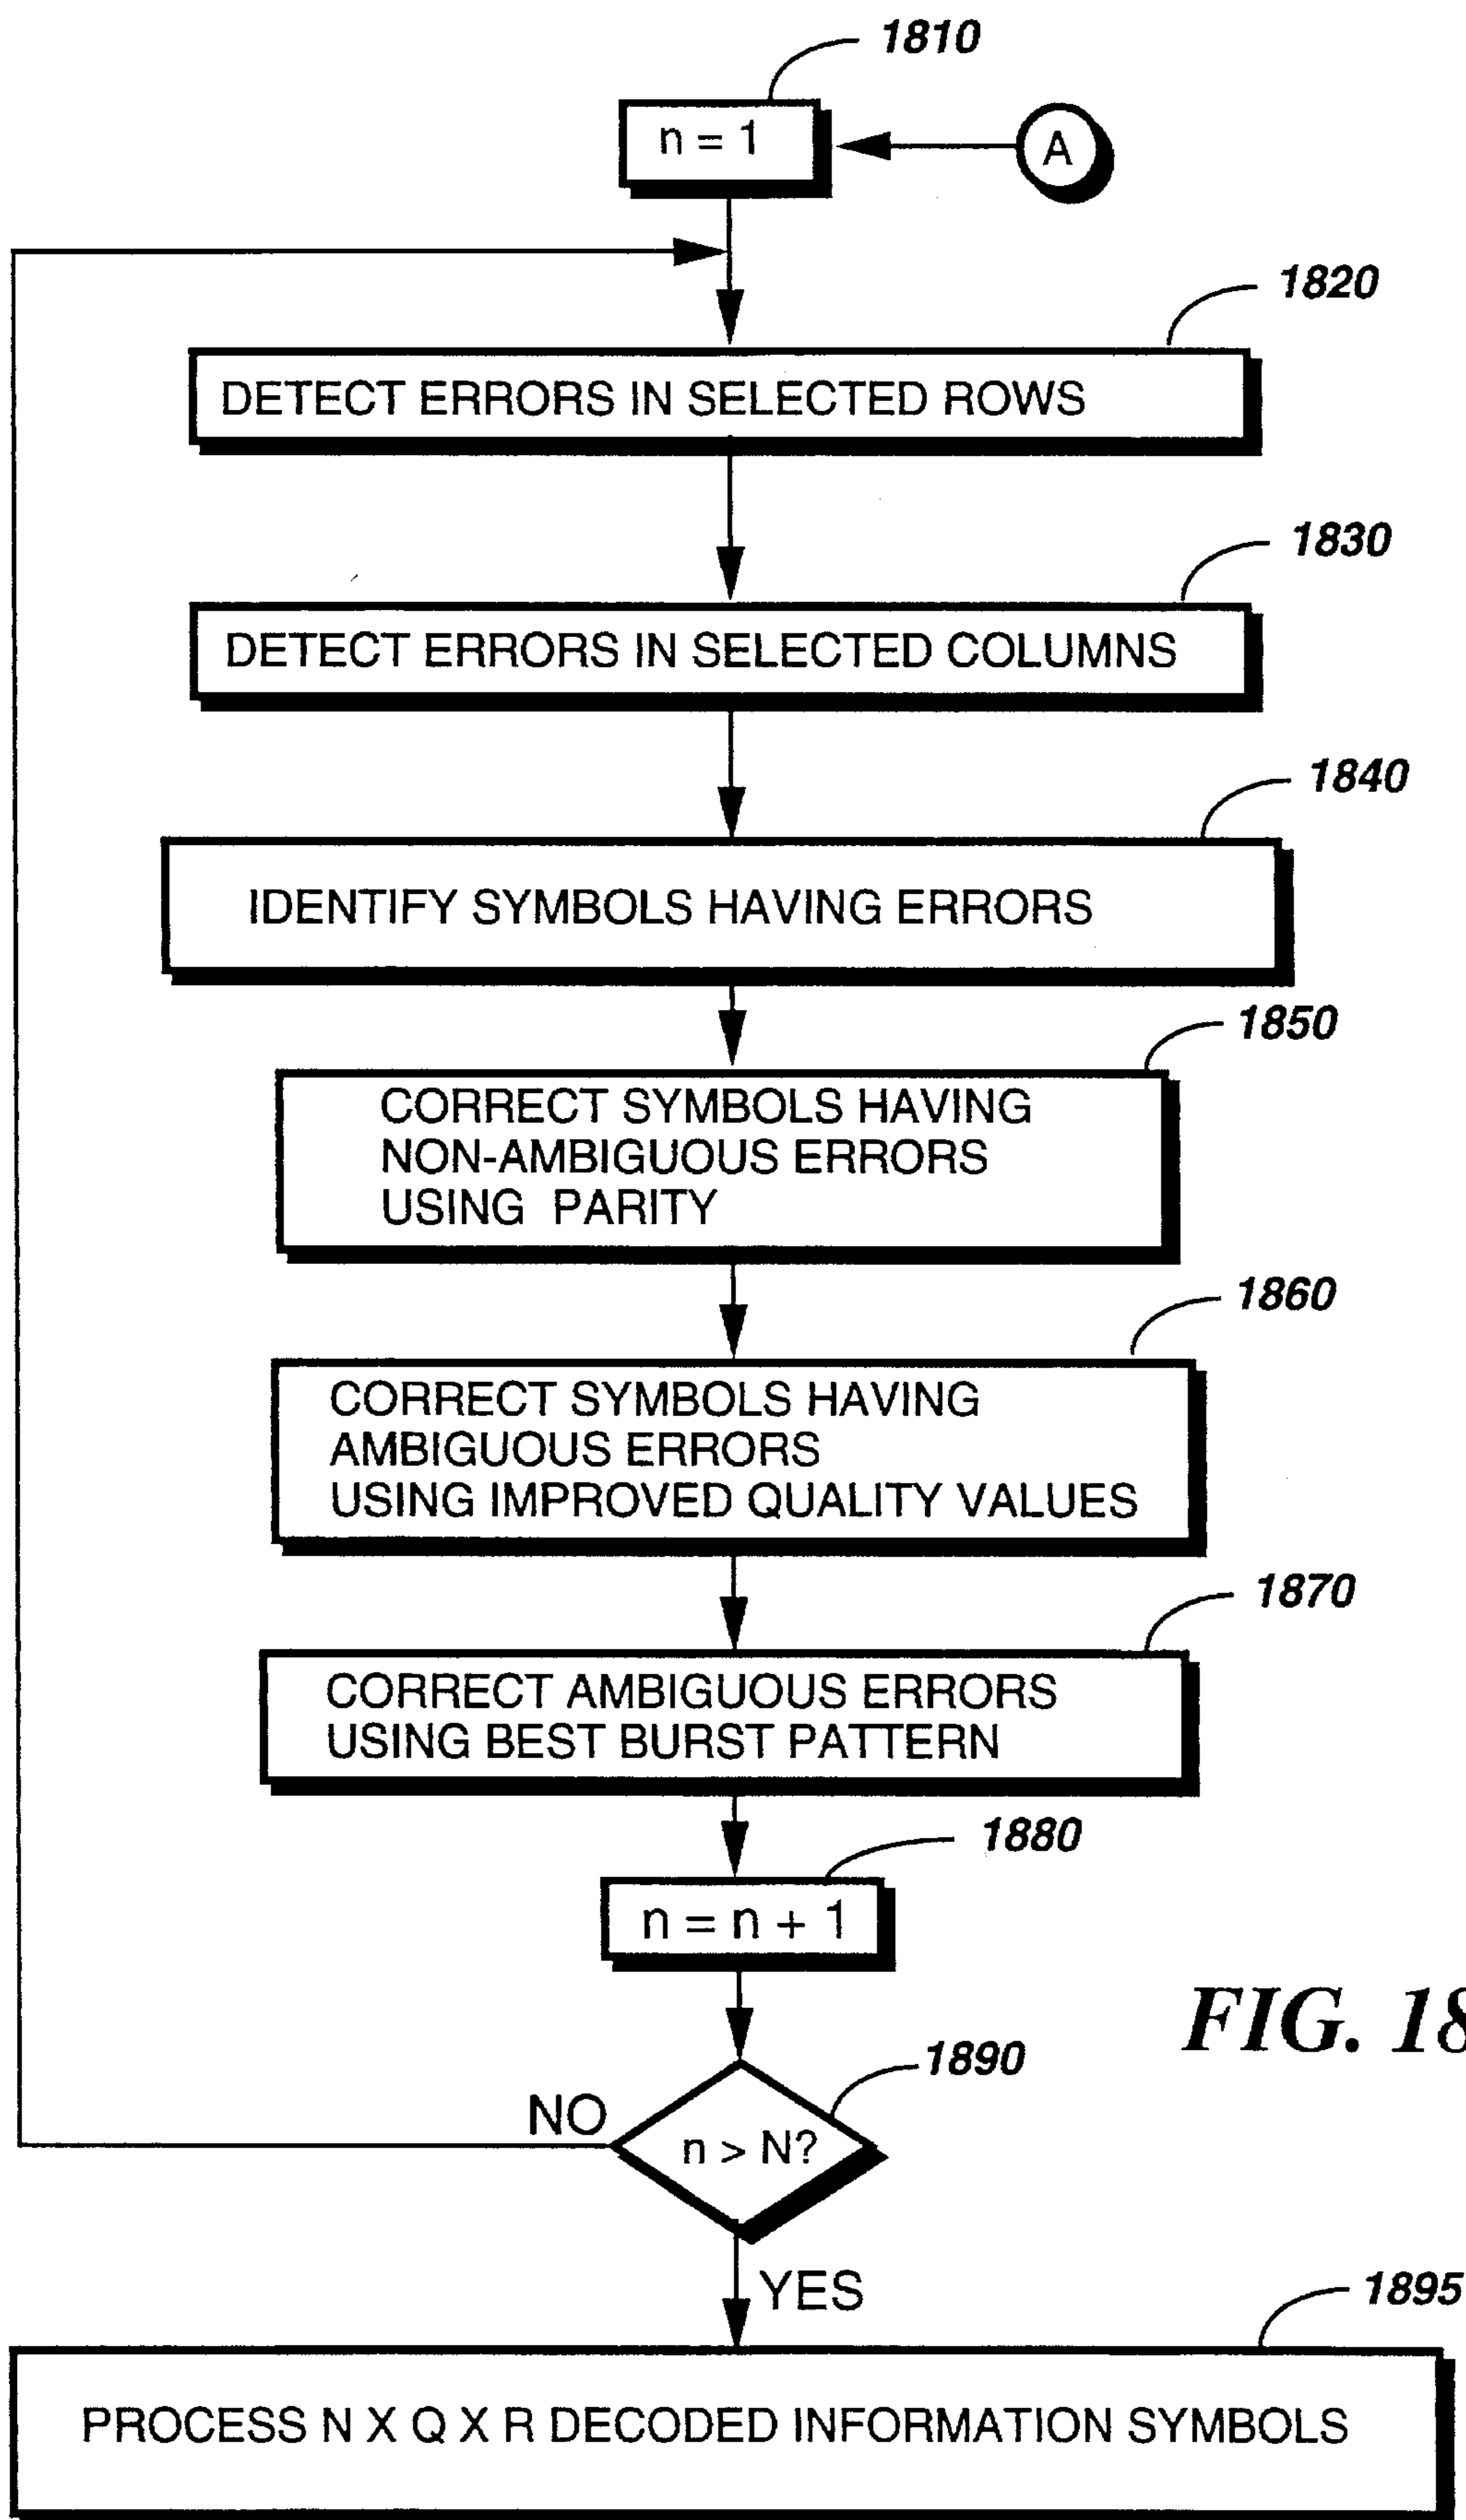 1810
n = 1
A
1820
DETECT ERRORS IN SELECTED ROWS
1830
DETECT ERRORS IN SELECTED COLUMNS
1840
IDENTIFY SYMBOLS HAVING ERRORS
1850
CORRECT SYMBOLS HAVING
NON-AMBIGUOUS ERRORS
USING PARITY
1860
CORRECT SYMBOLS HAVING
AMBIGUOUS ERRORS
USING IMPROVED QUALITY VALUES
1870
CORRECT AMBIGUOUS ERRORS
USING BEST BURST PATTERN
1880
n = n + 1
FIG. 18
1890
NO
n > N?
YES
1895
PROCESS N X Q X R DECODED INFORMATION SYMBOLS